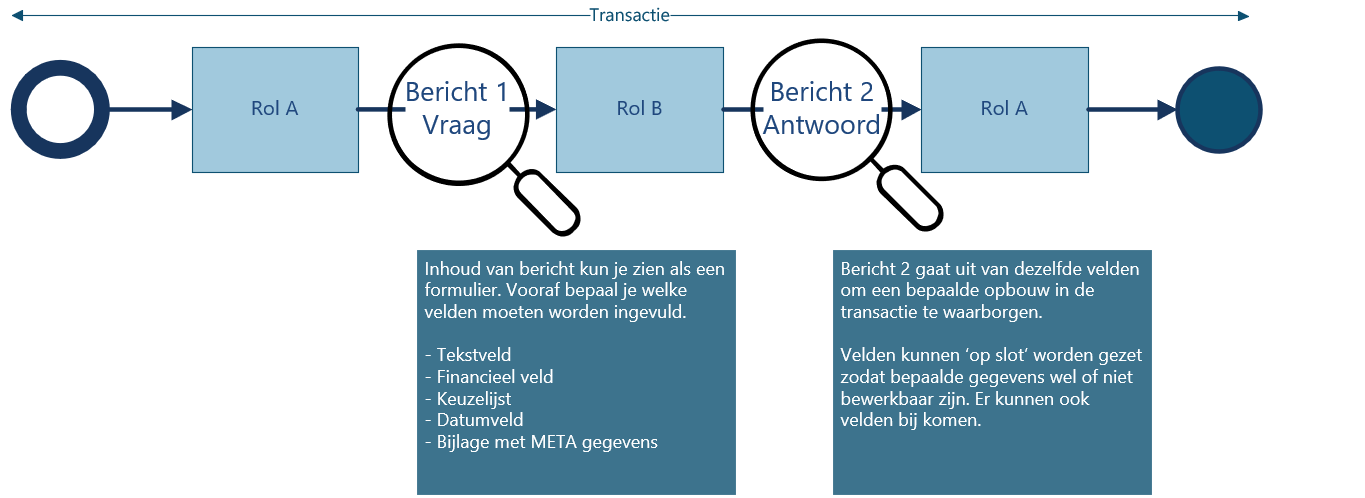 Transactie
Rol A
Bericht 1
Vraag
Rol B
Bericht 2
Antwoord
Rol A
Inhoud van bericht kun je zien als een
formulier. Vooraf bepaal je welke
velden moeten worden ingevuld.
- Tekstveld
- Financieel veld
- Keuzelijst
- Datumveld
- Bijlage met META gegevens
Bericht 2 gaat uit van dezelfde velden
om een bepaalde opbouw in de
transactie te waarborgen.
Velden kunnen ‘op slot’ worden gezet
zodat bepaalde gegevens wel of niet
bewerkbaar zijn. Er kunnen ook
velden bij komen.